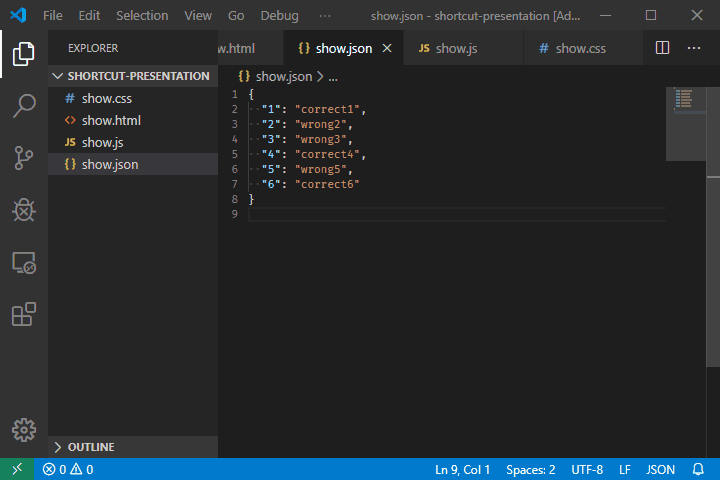 File Edit Selection View Go Debug ··· show.json - shortcut-presentation [Ad...
EXPLORER
w.html show.json show.js show.css
SHORTCUT-PRESENTATION
show.css
show.html
JS show.js
{} show.json
OUTLINE
{} show.json > ...
1 {
2 "1": "correct1",
3 "2": "wrong2",
4 "3": "wrong3",
5 "4": "correct4",
6 "5": "wrong5",
7 "6": "correct6"
8 }
9
0 0 Ln 9, Col 1 Spaces: 2 UTF-8 LF JSON